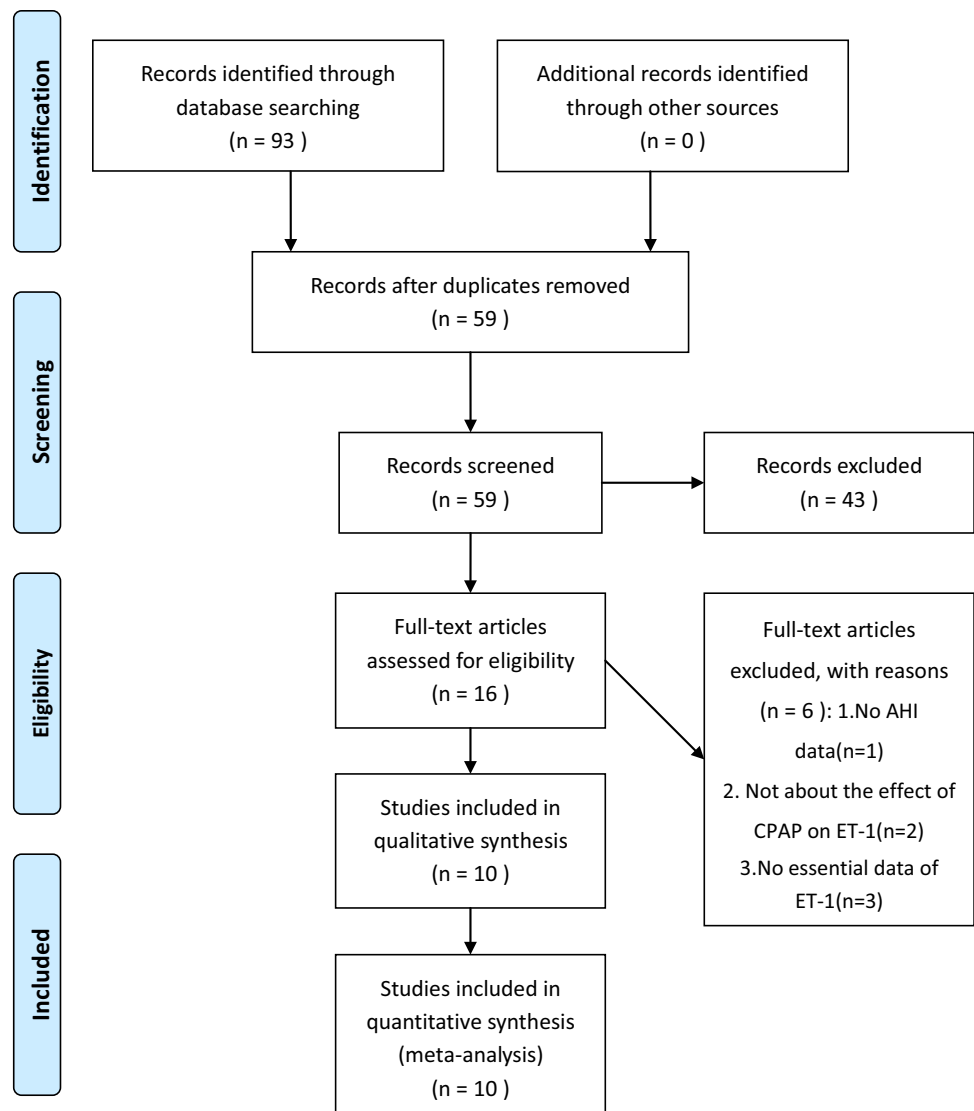 Identification
Records identified through
database searching
(n = 93 )
Additional records identified
through other sources
(n = 0 )
Records after duplicates removed
(n = 59 )
Screening
Records screened
(n = 59 )
Records excluded
(n = 43 )
Eligibility
Full-text articles
assessed for eligibility
(n = 16 )
Full-text articles
excluded, with reasons
(n = 6 ): 1.No AHI
data(n=1)
2. Not about the effect of
CPAP on ET-1(n=2)
3.No essential data of
ET-1(n=3)
Studies included in
qualitative synthesis
(n = 10 )
Included
Studies included in
quantitative synthesis
(meta-analysis)
(n = 10 )